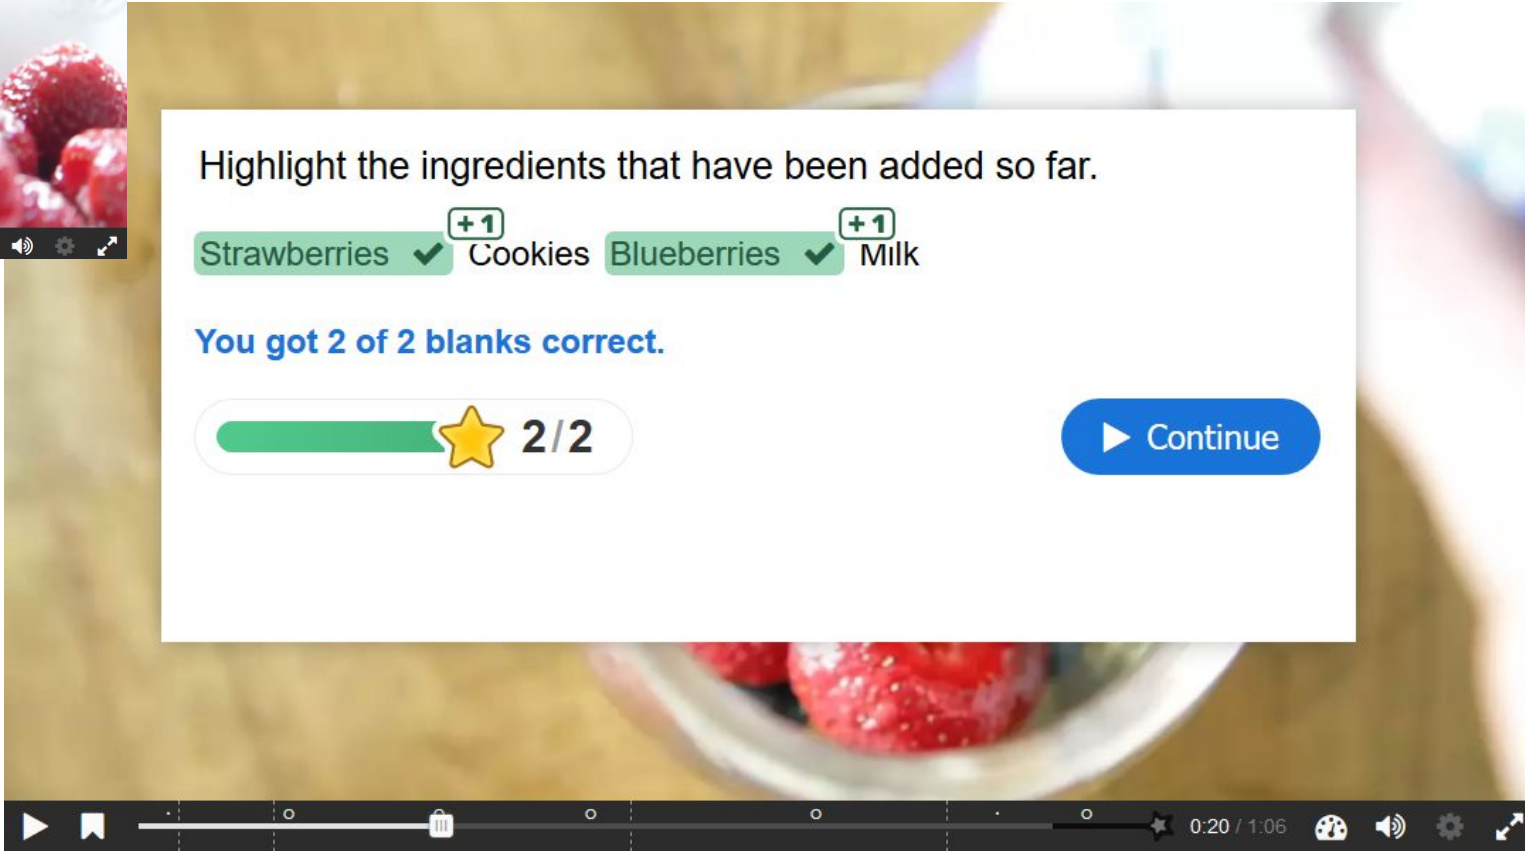 Highlight the ingredients that have been added so far.
+1 +1
Strawberries Cookies Blueberries Milk
You got 2 of 2 blanks correct.
2/2
Continue
0:20 / 1:06